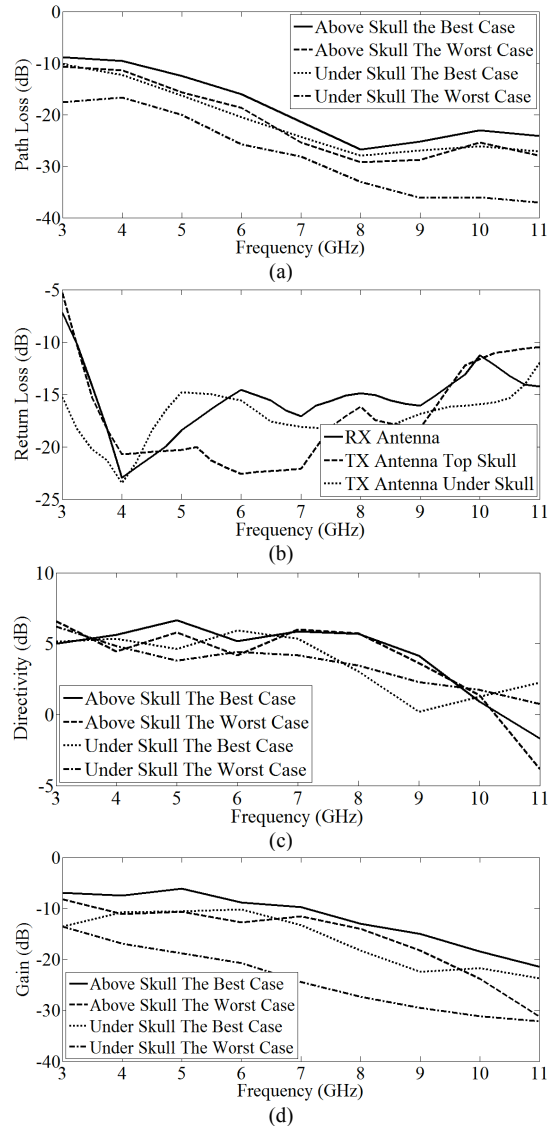 0
-10
-20
-30
-40
Path Loss (dB)
Above Skull the Best Case
Above Skull The Worst Case
Under Skull The Best Case
Under Skull The Worst Case
3 4 5 6 7 8 9 10 11
Frequency (GHz)
(a)
-5
-10
-15
-20
-25
Return Loss (dB)
RX Antenna
TX Antenna Top Skull
TX Antenna Under Skull
3 4 5 6 7 8 9 10 11
Frequency (GHz)
(b)
10
5
0
-5
Directivity (dB)
Above Skull The Best Case
Above Skull The Worst Case
Under Skull The Best Case
Under Skull The Worst Case
3 4 5 6 7 8 9 10 11
Frequency (GHz)
(c)
0
-10
-20
-30
-40
Gain (dB)
Above Skull The Best Case
Above Skull The Worst Case
Under Skull The Best Case
Under Skull The Worst Case
3 4 5 6 7 8 9 10 11
Frequency (GHz)
(d)